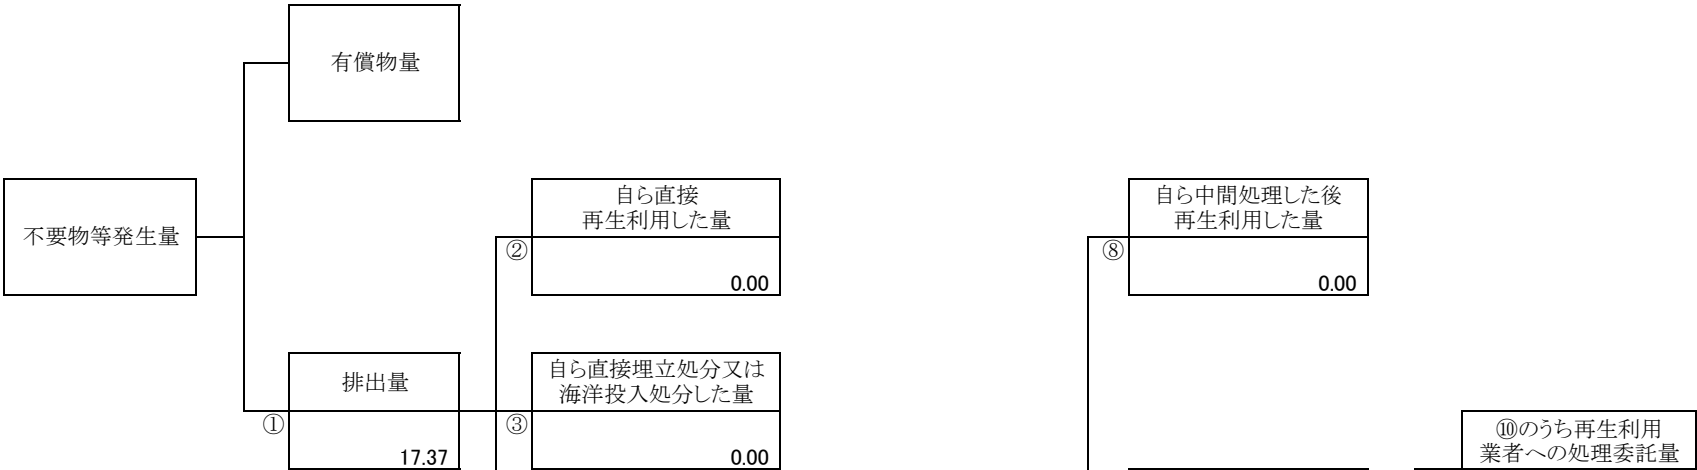 有償物量
不要物等発生量
自ら直接
再生利用した量
②
0.00
自ら中間処理した後
再生利用した量
⑧
0.00
排出量
①
17.37
自ら直接埋立処分又は
海洋投入処分した量
③
0.00
⑩のうち再生利用
業者への処理委託量